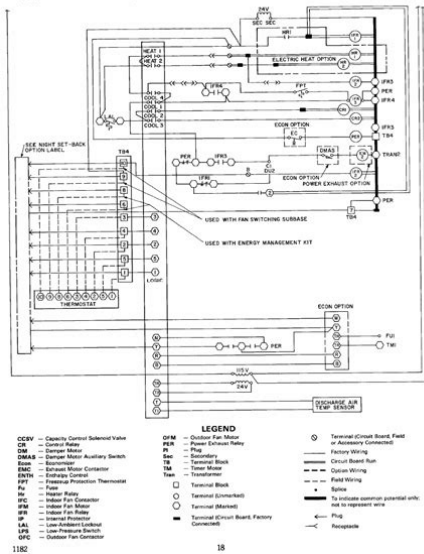 24V
SEC SEC
HR1
HEAT 1
HEAT 2
ELECTRIC HEAT OPTION
COOL 4
COOL 1
COOL 2
COOL 3
IFR4
FPT
IFR5
PER
IFR4
LAL
ECON OPTION
EC
IFR5
TB4
SEE NIGHT SET-BACK
OPTION LABEL
TB4
PER
IFR5
DMAS
TRAN7
ECON OPTION
POWER EXHAUST OPTION
PER
TB4
USED WITH FAN SWITCHING SUBBASE
USED WITH ENERGY MANAGEMENT KIT
LOGIC
THERMOSTAT
ECON OPTION
PER
FU1
TM1
115V
24V
DISCHARGE AIR
TEMP SENSOR
LEGEND
CCSV — Capacity Control Solenoid Valve
CR — Control Relay
DM — Damper Motor
DMAS — Damper Motor Auxiliary Switch
Econ — Economizer
EMC — Exhaust Motor Contactor
ENTH — Enthalpy Control
FPT — Freezeup Protection Thermostat
Fu — Fuse
Hr — Heater Relay
IFC — Indoor Fan Contactor
IFM — Indoor Fan Motor
IFR — Indoor Fan Relay
IP — Internal Protector
LAL — Low-Ambient Lockout
LPS — Low-Pressure Switch
OFC — Outdoor Fan Contactor
OFM — Outdoor Fan Motor
PER — Power Exhaust Relay
Pl — Plug
Sec — Secondary
TB — Terminal Block
TM — Timer Motor
Tran — Transformer
Terminal Block
Terminal (Unmarked)
Terminal (Marked)
Terminal (Circuit Board, Factory
Connected)
Terminal (Circuit Board, Field
or Accessory Connected)
Factory Wiring
Circuit Board Run
Option Wiring
Field Wiring
Splice
To indicate common potential only;
not to represent wire
Plug
Receptacle
1182
18